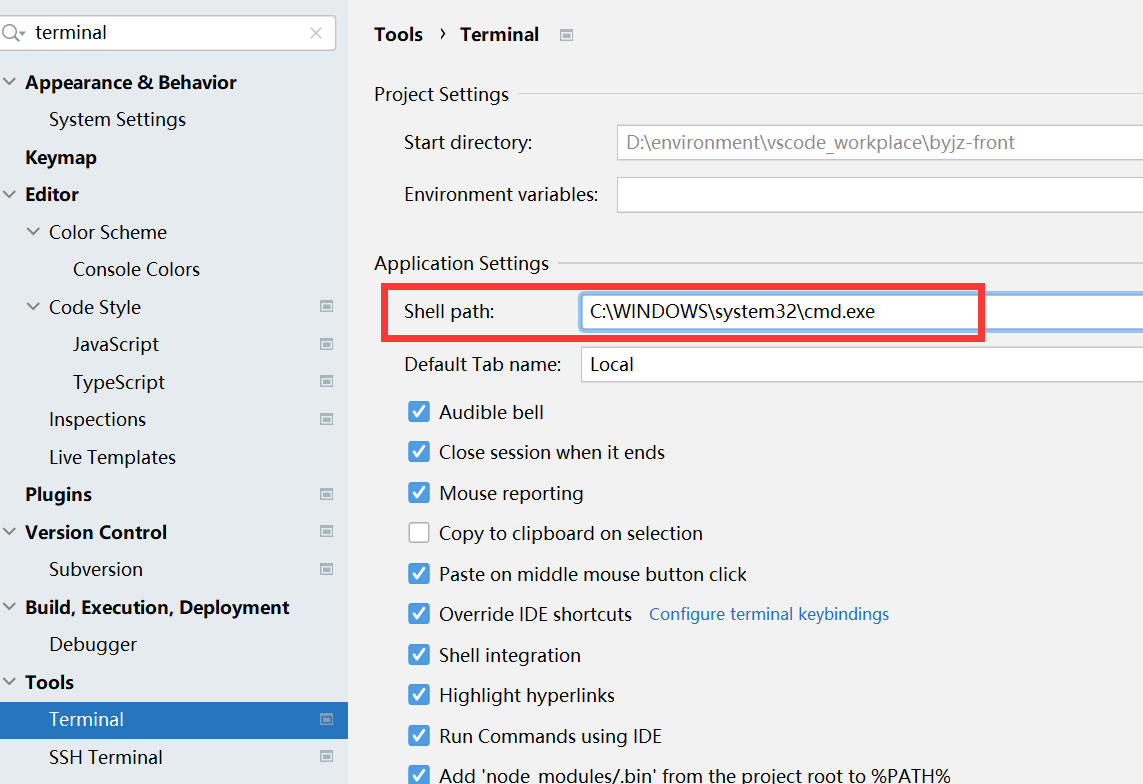 terminal
Appearance & Behavior
System Settings
Keymap
Editor
Color Scheme
Console Colors
Code Style
JavaScript
TypeScript
Inspections
Live Templates
Plugins
Version Control
Subversion
Build, Execution, Deployment
Debugger
Tools
Terminal
SSH Terminal
Tools › Terminal
Project Settings
Start directory: D:\environment\vscode_workplace\byjz-front
Environment variables:
Application Settings
Shell path: C:\WINDOWS\system32\cmd.exe
Default Tab name: Local
Audible bell
Close session when it ends
Mouse reporting
Copy to clipboard on selection
Paste on middle mouse button click
Override IDE shortcuts Configure terminal keybindings
Shell integration
Highlight hyperlinks
Run Commands using IDE
Add 'node_modules/.bin' from the project root to %PATH%